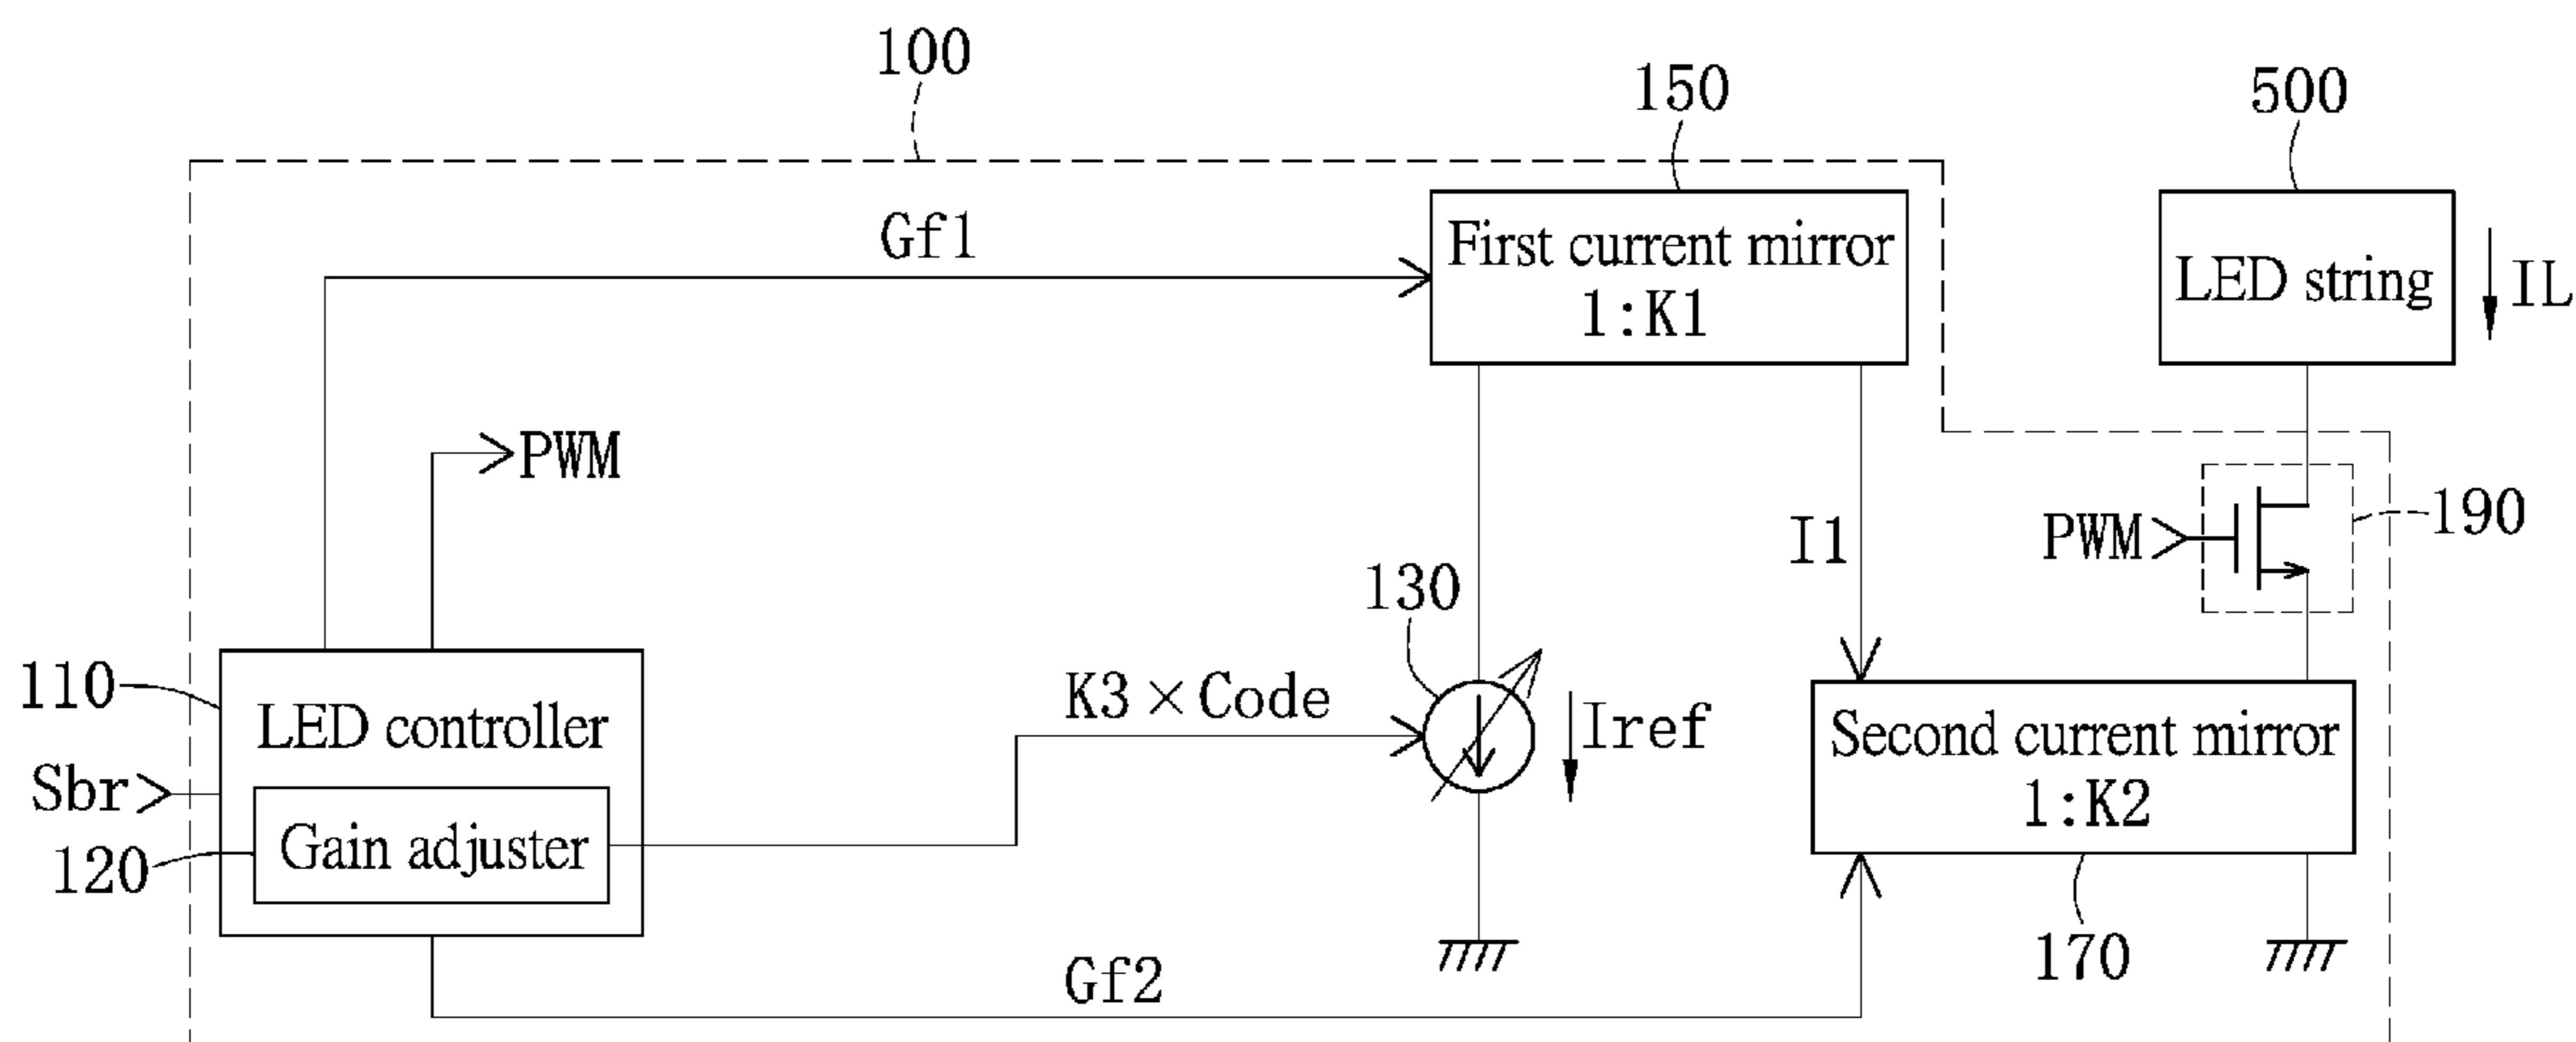 100
150
500
Gf1
First current mirror
1:K1
LED string
IL
PWM
I1
PWM
190
130
110
LED controller
K3×Code
Iref
Second current mirror
1:K2
Sbr
Gain adjuster
120
170
Gf2